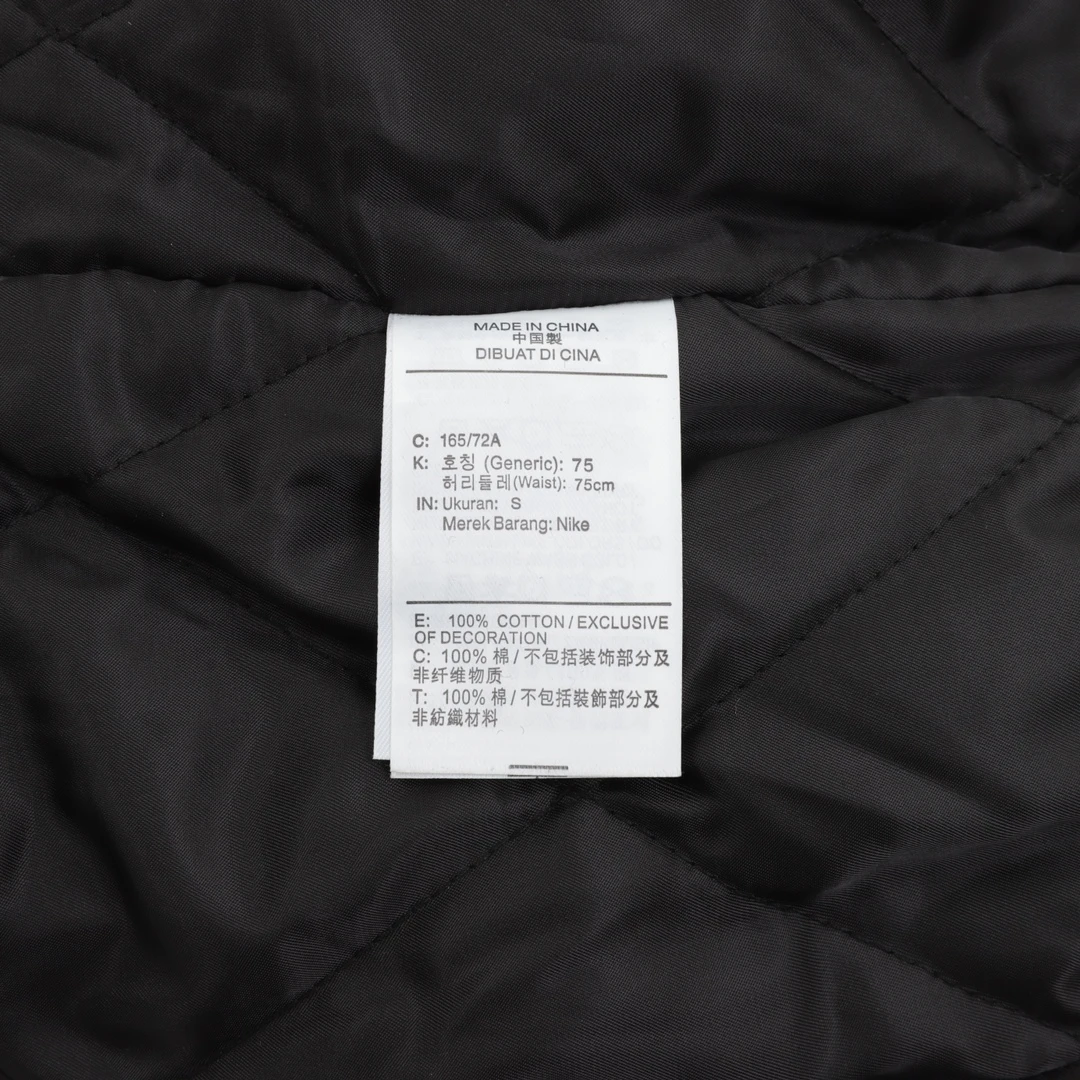 MADE IN CHINA
中国製
DIBUAT DI CINA
C: 165/72A
K: 호칭 (Generic): 75
허리둘레(Waist): 75cm
IN: Ukuran: S
Merek Barang: Nike
E: 100% COTTON / EXCLUSIVE
OF DECORATION
C: 100% 棉 / 不包括装饰部分及
非纤维物质
T: 100% 棉 / 不包括裝飾部分及
非紡織材料